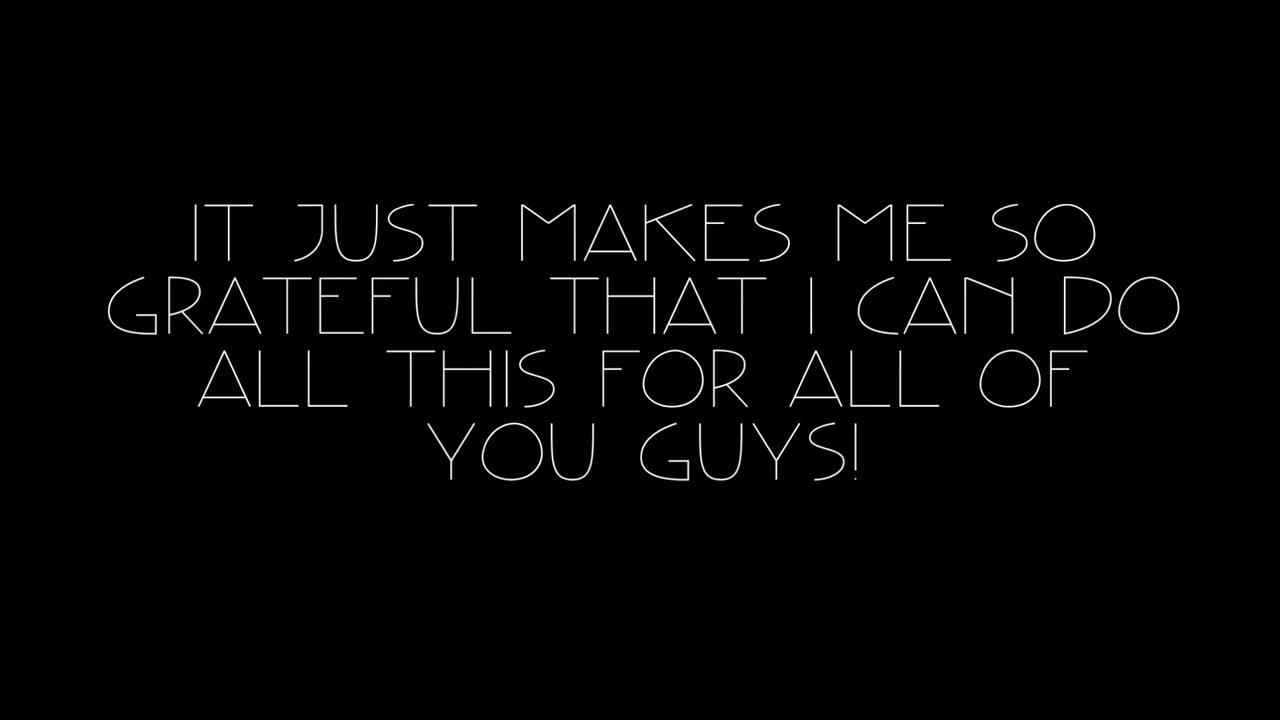 IT JUST MAKES ME SO
GRATEFUL THAT I CAN DO
ALL THIS FOR ALL OF
YOU GUYS!